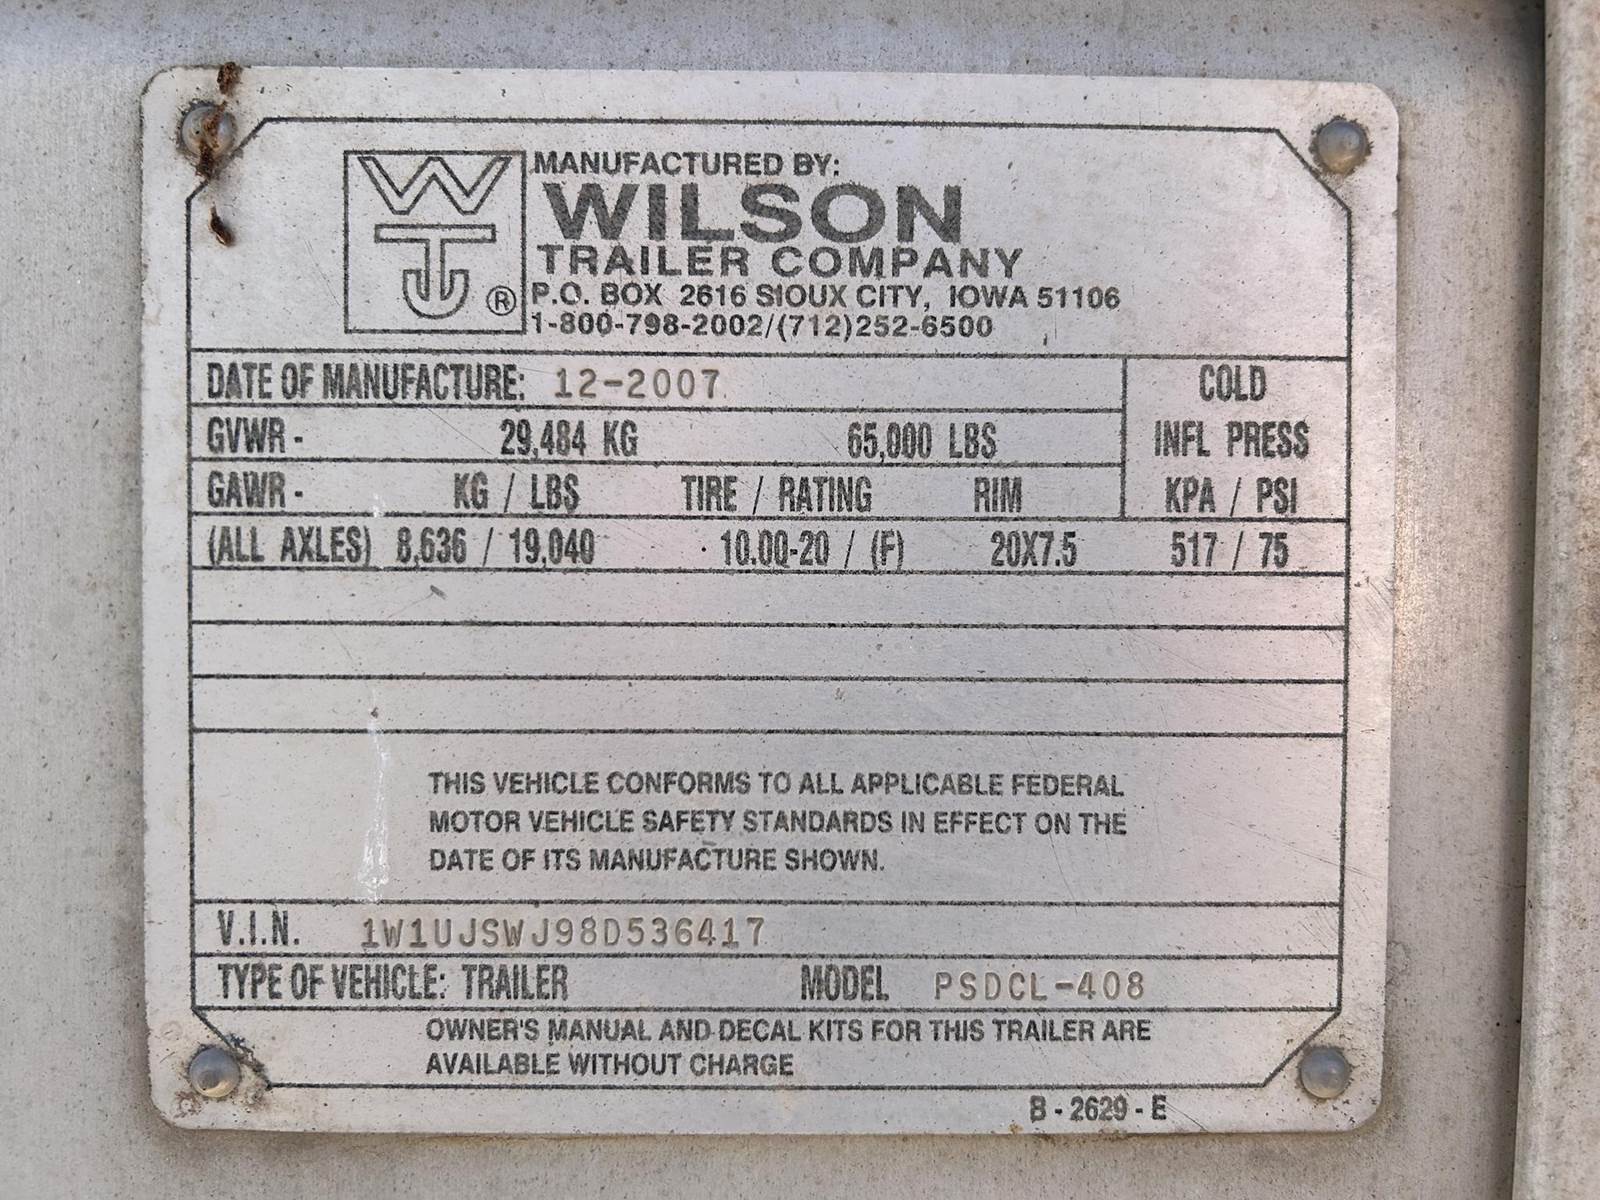 WTJ®
MANUFACTURED BY:
WILSON
TRAILER COMPANY
P.O. BOX 2616 SIOUX CITY, IOWA 51106
1-800-798-2002/(712)252-6500
DATE OF MANUFACTURE: 12-2007
COLD
INFL PRESS
KPA / PSI
GVWR - 29,484 KG 65,000 LBS
GAWR - KG / LBS TIRE / RATING RIM
(ALL AXLES) 8,636 / 19,040 10.00-20 / (F) 20X7.5 517 / 75
THIS VEHICLE CONFORMS TO ALL APPLICABLE FEDERAL
MOTOR VEHICLE SAFETY STANDARDS IN EFFECT ON THE
DATE OF ITS MANUFACTURE SHOWN.
V.I.N. 1W1UJSWJ98D536417
TYPE OF VEHICLE: TRAILER MODEL PSDCL-408
OWNER'S MANUAL AND DECAL KITS FOR THIS TRAILER ARE
AVAILABLE WITHOUT CHARGE
B - 2629 - E